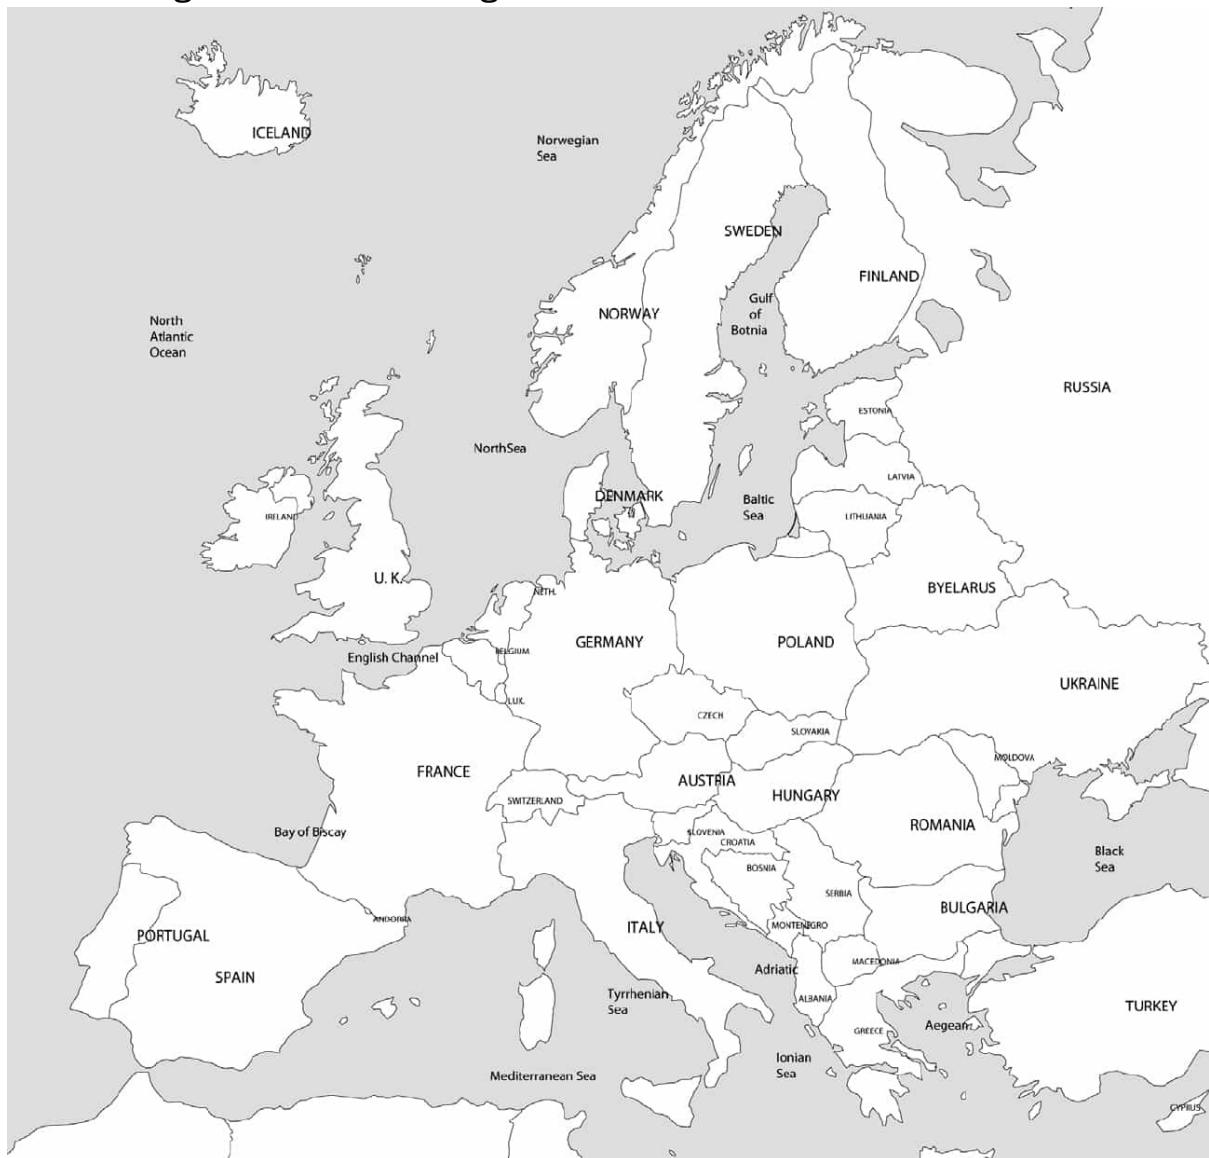 ICELAND
Norwegian
Sea
SWEDEN
FINLAND
Gulf
of
Botnia
NORWAY
North
Atlantic
Ocean
RUSSIA
ESTONIA
NorthSea
LATVIA
DENMARK
Baltic
Sea
IRELAND
LITHUANIA
U. K.
NETH.
BYELARUS
GERMANY
POLAND
BELGIUM
English Channel
UKRAINE
LUX.
CZECH
SLOVAKIA
MOLDOVA
FRANCE
AUSTRIA
HUNGARY
SWITZERLAND
ROMANIA
Bay of Biscay
SLOVENIA
CROATIA
Black
Sea
BOSNIA
SERBIA
BULGARIA
ANDORRA
MONTENEGRO
ITALY
PORTUGAL
MACEDONIA
Adriatic
SPAIN
Tyrrhenian
Sea
ALBANIA
TURKEY
Aegean
GREECE
Ionian
Sea
Mediterranean Sea
CYPRUS